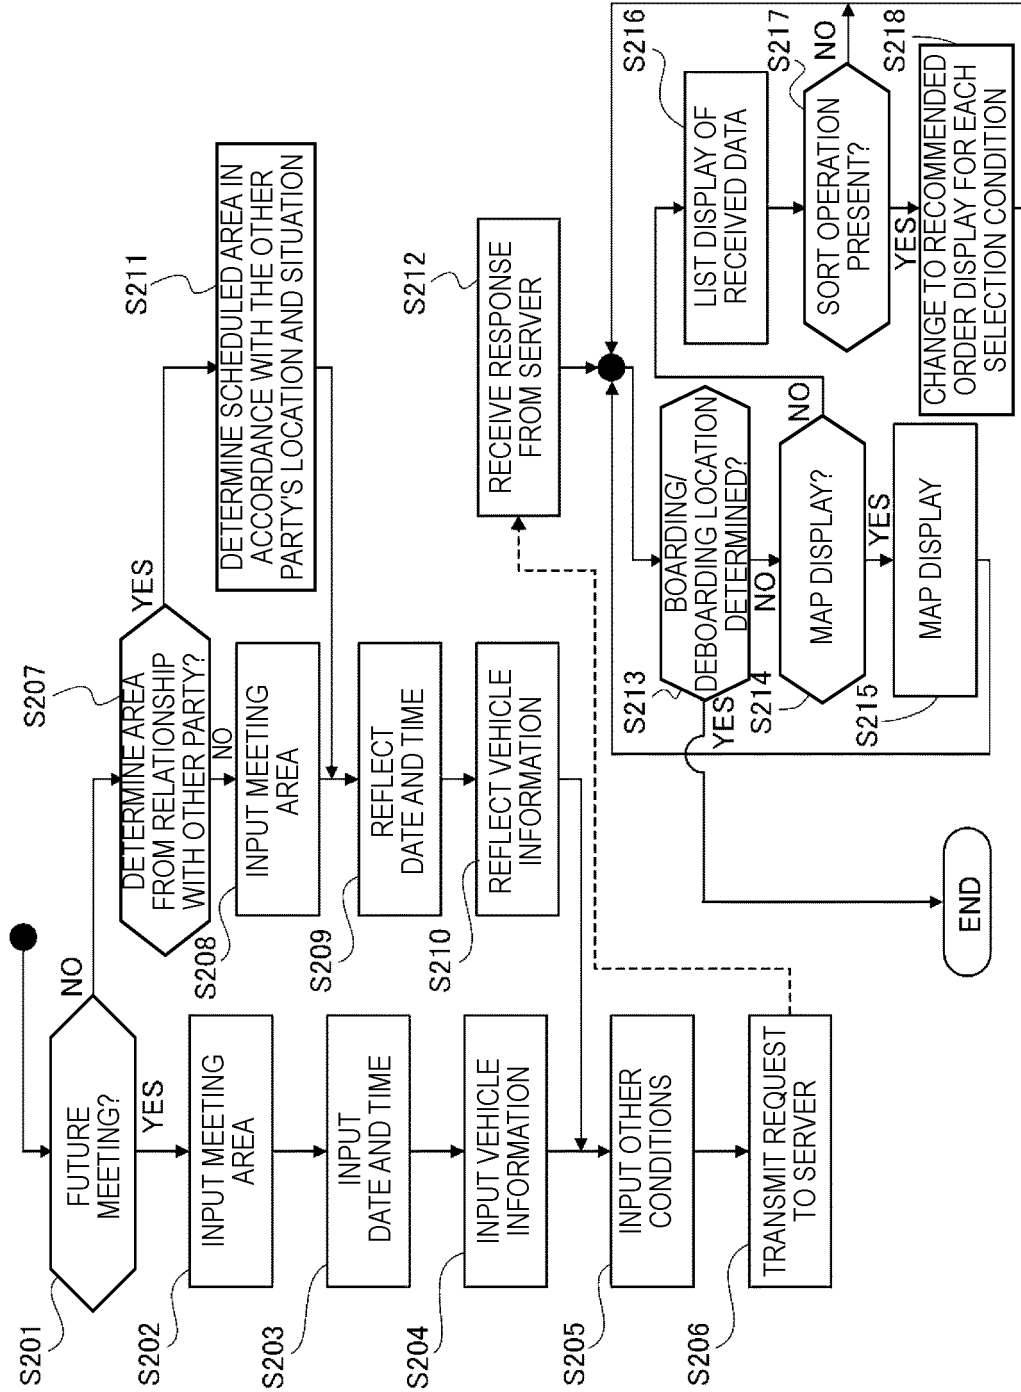 S201
FUTURE
MEETING?
NO
YES
S202
INPUT MEETING
AREA
S203
INPUT
DATE AND TIME
S204
INPUT VEHICLE
INFORMATION
S205
INPUT OTHER
CONDITIONS
S206
TRANSMIT REQUEST
TO SERVER
S207
DETERMINE AREA
FROM RELATIONSHIP
WITH OTHER PARTY?
YES
NO
S208
INPUT MEETING
AREA
S209
REFLECT
DATE AND TIME
S210
REFLECT VEHICLE
INFORMATION
S211
DETERMINE SCHEDULED AREA IN
ACCORDANCE WITH THE OTHER
PARTY'S LOCATION AND SITUATION
S212
RECEIVE RESPONSE
FROM SERVER
S213
BOARDING/
DEBOARDING LOCATION
DETERMINED?
YES
NO
S214
MAP DISPLAY?
NO
YES
S215
MAP DISPLAY
S216
LIST DISPLAY OF
RECEIVED DATA
S217
SORT OPERATION
PRESENT?
NO
YES
S218
CHANGE TO RECOMMENDED
ORDER DISPLAY FOR EACH
SELECTION CONDITION
END